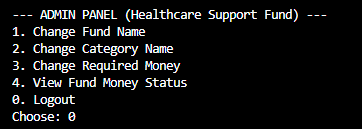 --- ADMIN PANEL (Healthcare Support Fund) ---
1. Change Fund Name
2. Change Category Name
3. Change Required Money
4. View Fund Money Status
0. Logout
Choose: 0